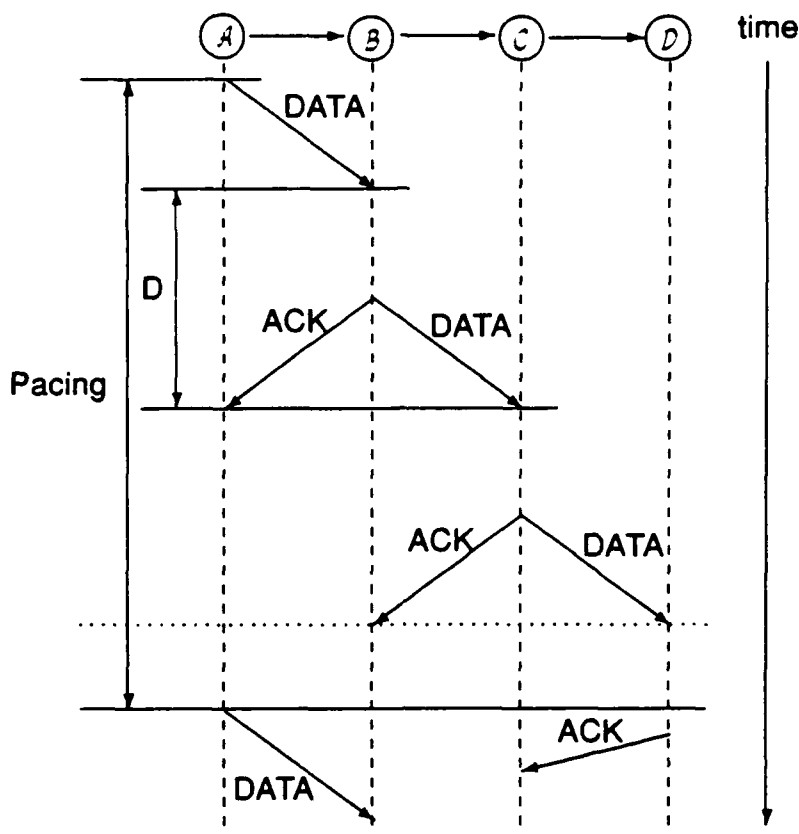 A B C D time
DATA
D
ACK DATA
Pacing
ACK DATA
ACK
DATA